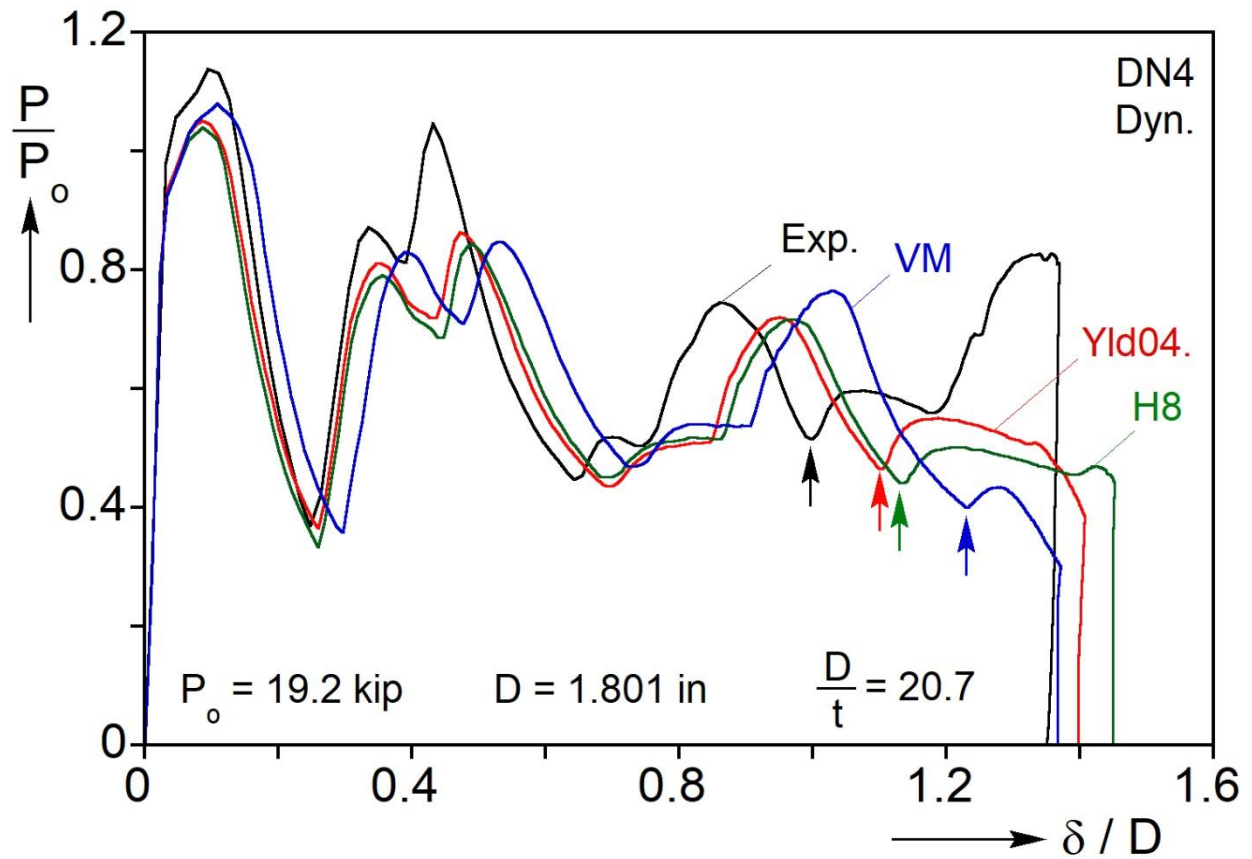 1.2
DN4
Dyn.
P
P o
0.8
Exp.
VM
Yld04.
H8
0.4
P o = 19.2 kip
D = 1.801 in
D
t = 20.7
0
0
0.4
0.8
1.2
1.6
δ / D